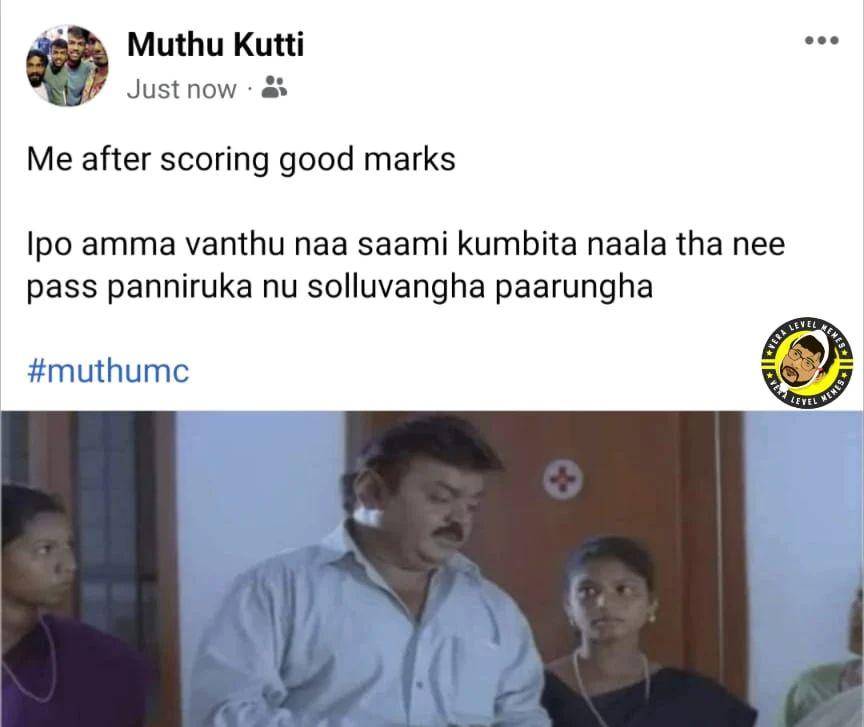 Muthu Kutti
Just now ·
Me after scoring good marks
Ipo amma vanthu naa saami kumbita naala tha nee
pass panniruka nu solluvangha paarungha
#muthumc
VERA LEVEL MEMES
VERA LEVEL MEMES